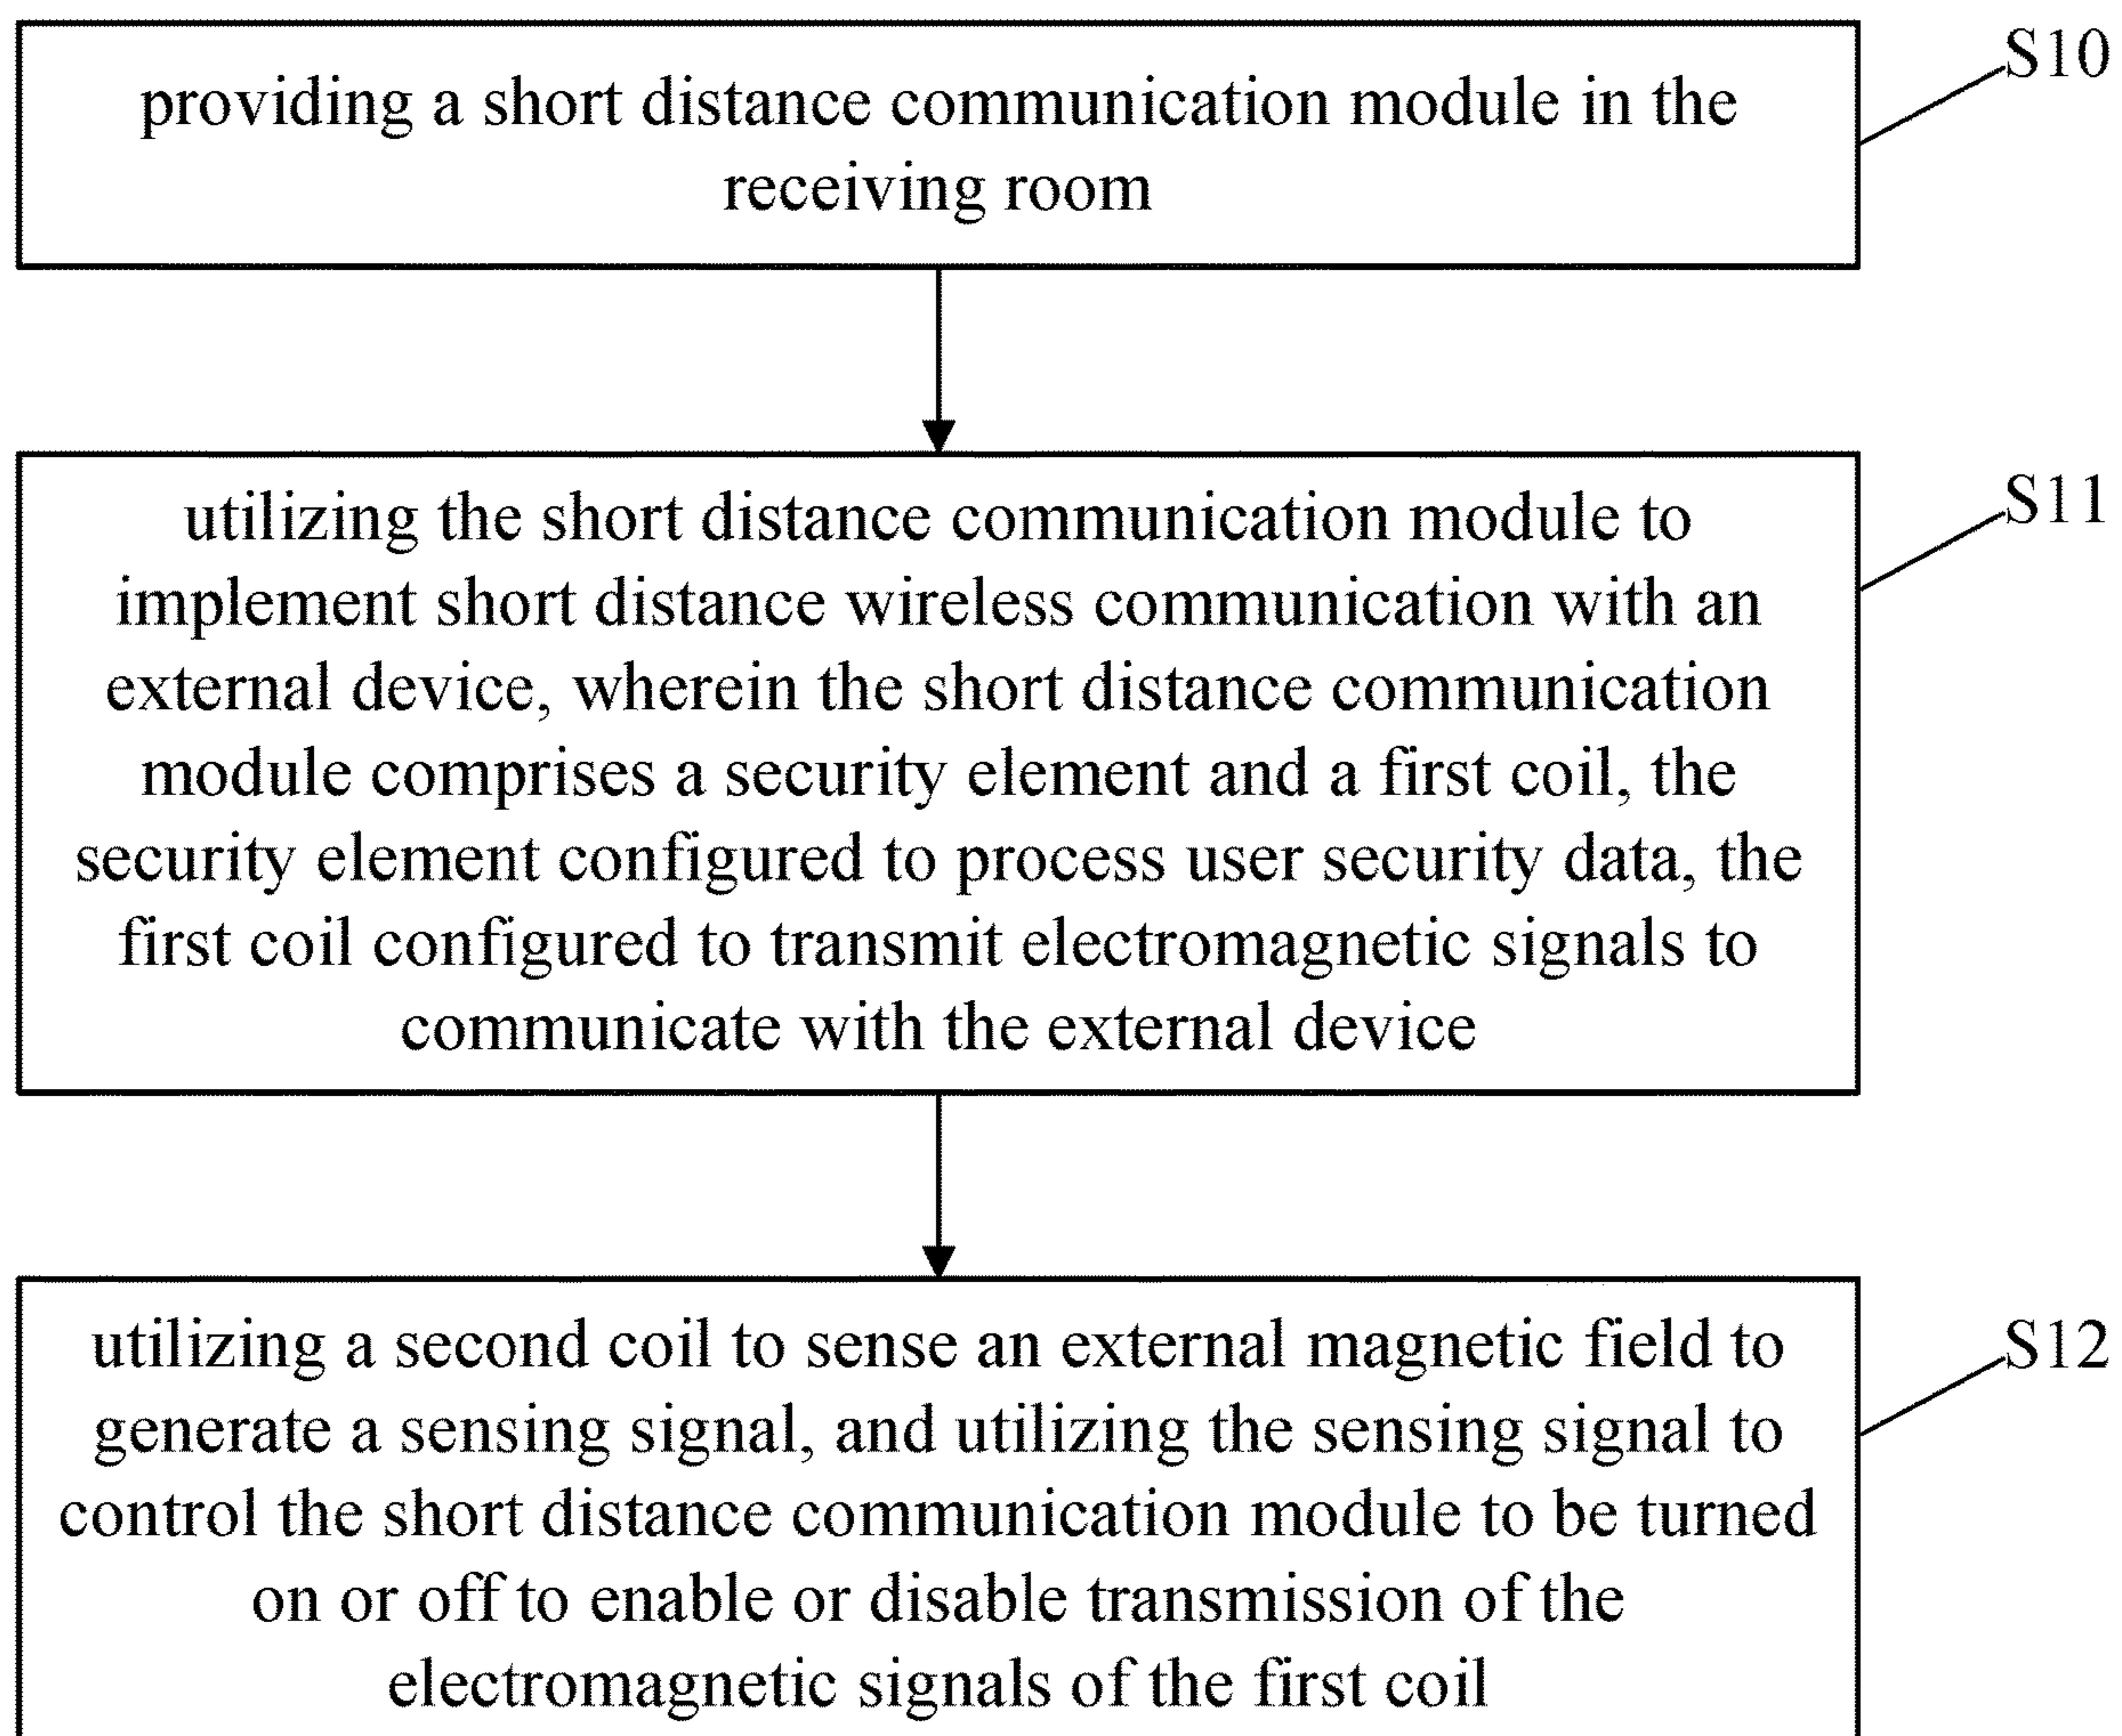 providing a short distance communication module in the
receiving room
S10
utilizing the short distance communication module to
implement short distance wireless communication with an
external device, wherein the short distance communication
module comprises a security element and a first coil, the
security element configured to process user security data, the
first coil configured to transmit electromagnetic signals to
communicate with the external device
S11
utilizing a second coil to sense an external magnetic field to
generate a sensing signal, and utilizing the sensing signal to
control the short distance communication module to be turned
on or off to enable or disable transmission of the
electromagnetic signals of the first coil
S12